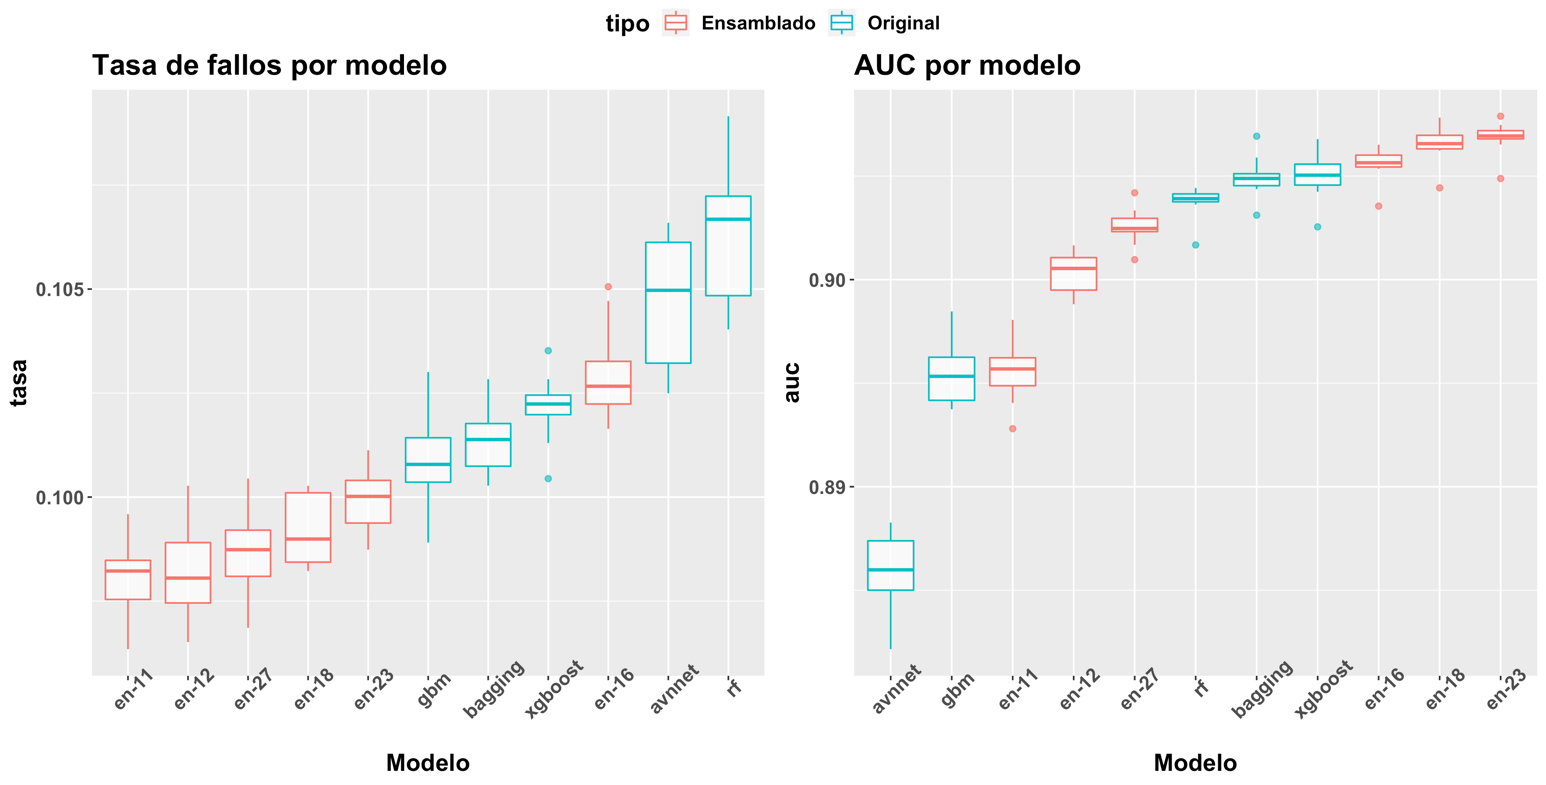 tipo Ensamblado Original
Tasa de fallos por modelo
tasa
0.105
0.100
en-11 en-12 en-27 en-18 en-23 gbm bagging xgboost en-16 avnnet rf
Modelo
AUC por modelo
auc
0.90
0.89
avnnet gbm en-11 en-12 en-27 rf bagging xgboost en-16 en-18 en-23
Modelo